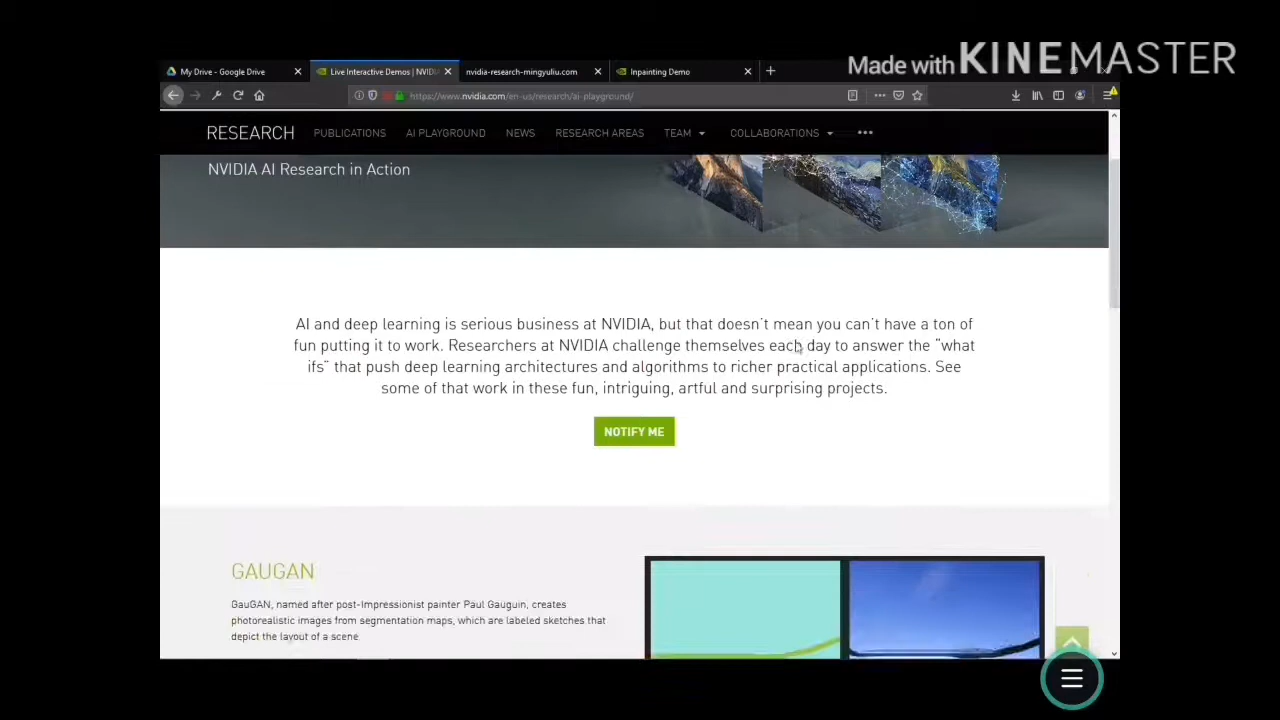 Made with KINEMASTER
My Drive - Google Drive
Live Interactive Demos | NVIDI
nvidia-research-mingyuliu.com
Inpainting Demo
https://www.nvidia.com/en-us/research/ai-playground/
RESEARCH PUBLICATIONS AI PLAYGROUND NEWS RESEARCH AREAS TEAM COLLABORATIONS
NVIDIA AI Research in Action
AI and deep learning is serious business at NVIDIA, but that doesn't mean you can't have a ton of
fun putting it to work. Researchers at NVIDIA challenge themselves each day to answer the "what
ifs" that push deep learning architectures and algorithms to richer practical applications. See
some of that work in these fun, intriguing, artful and surprising projects.
NOTIFY ME
GAUGAN
GauGAN, named after post-Impressionist painter Paul Gauguin, creates
photorealistic images from segmentation maps, which are labeled sketches that
depict the layout of a scene